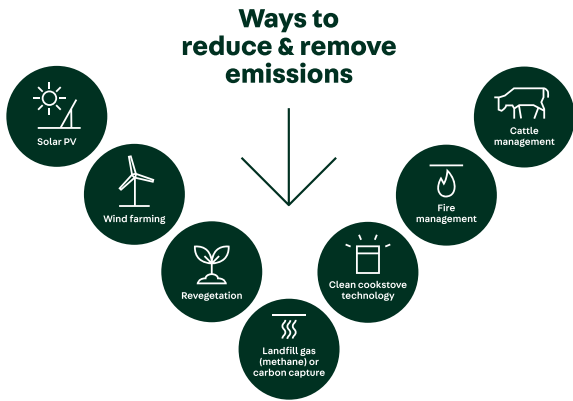 Ways to
reduce & remove
emissions
Solar PV
Wind farming
Revegetation
Landfill gas
(methane) or
carbon capture
Clean cookstove
technology
Fire
management
Cattle
management